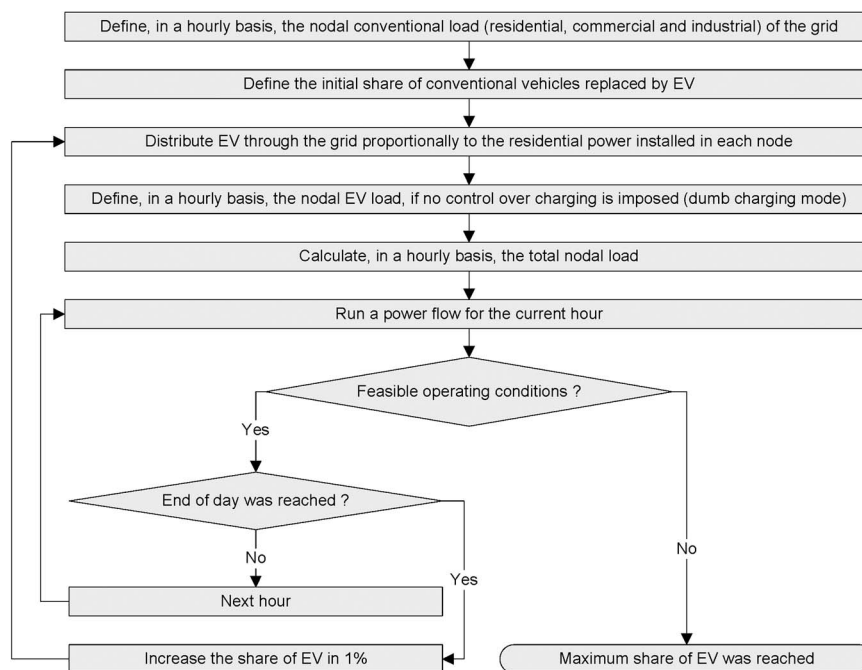 Define, in a hourly basis, the nodal conventional load (residential, commercial and industrial) of the grid
Define the initial share of conventional vehicles replaced by EV
Distribute EV through the grid proportionally to the residential power installed in each node
Define, in a hourly basis, the nodal EV load, if no control over charging is imposed (dumb charging mode)
Calculate, in a hourly basis, the total nodal load
Run a power flow for the current hour
Feasible operating conditions ?
Yes
End of day was reached ?
No
No
Yes
Next hour
Increase the share of EV in 1%
Maximum share of EV was reached